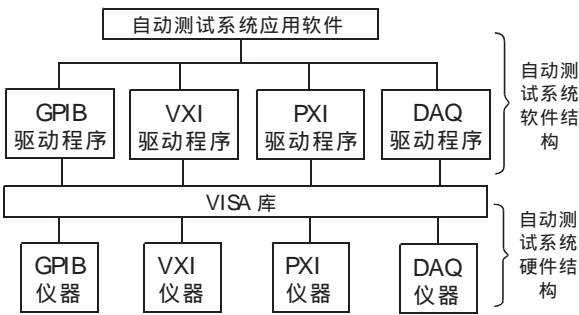 自动测试系统应用软件
GPIB
驱动程序
VXI
驱动程序
PXI
驱动程序
DAQ
驱动程序
自动测
试系统
软件结
构
VISA 库
GPIB
仪器
VXI
仪器
PXI
仪器
DAQ
仪器
自动测
试系统
硬件结
构